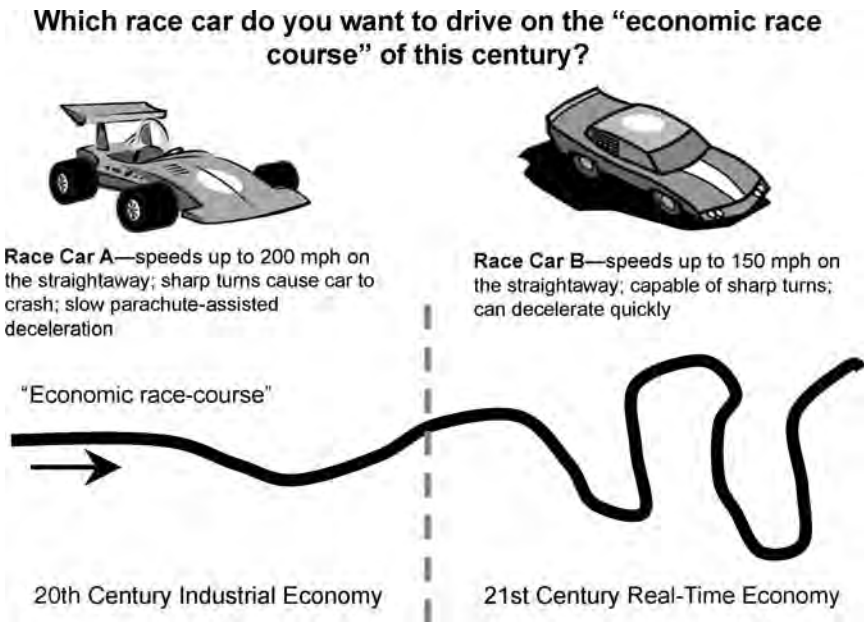 Which race car do you want to drive on the “economic race
course” of this century?
Race Car A—speeds up to 200 mph on
the straightaway; sharp turns cause car to
crash; slow parachute-assisted
deceleration
Race Car B—speeds up to 150 mph on
the straightaway; capable of sharp turns;
can decelerate quickly
“Economic race-course”
20th Century Industrial Economy
21st Century Real-Time Economy